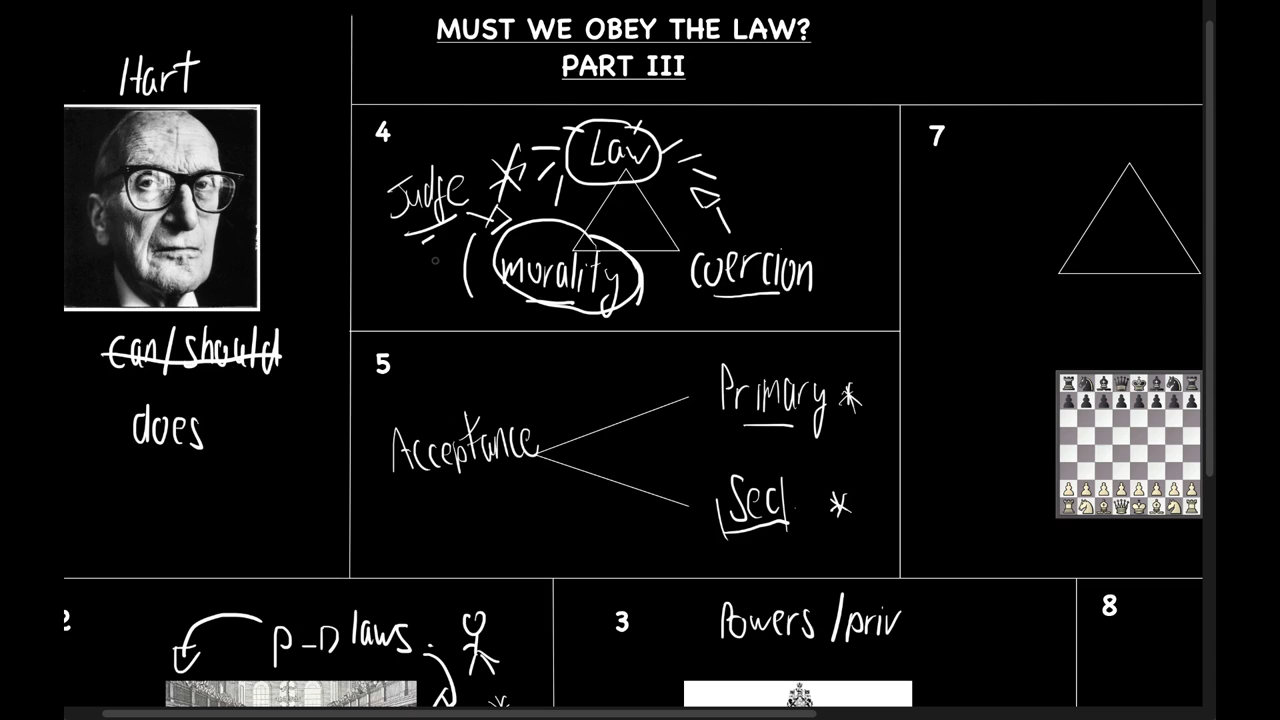 MUST WE OBEY THE LAW?
PART III
Hart
can/should
does
4
Law
Judge
morality
coercion
7
5
Acceptance
Primary *
Sec *
2
P-D laws
3
Powers/priv
8